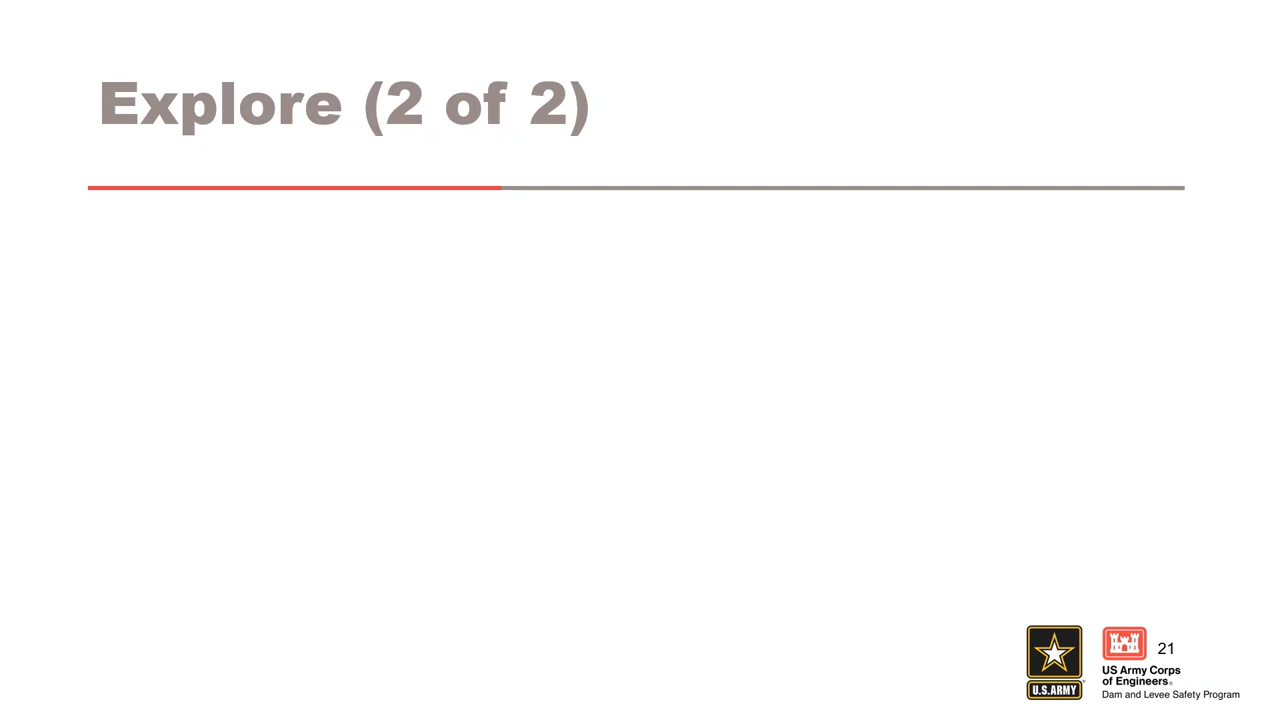 Explore (2 of 2)
21
U.S.ARMY
US Army Corps
of Engineers®
Dam and Levee Safety Program